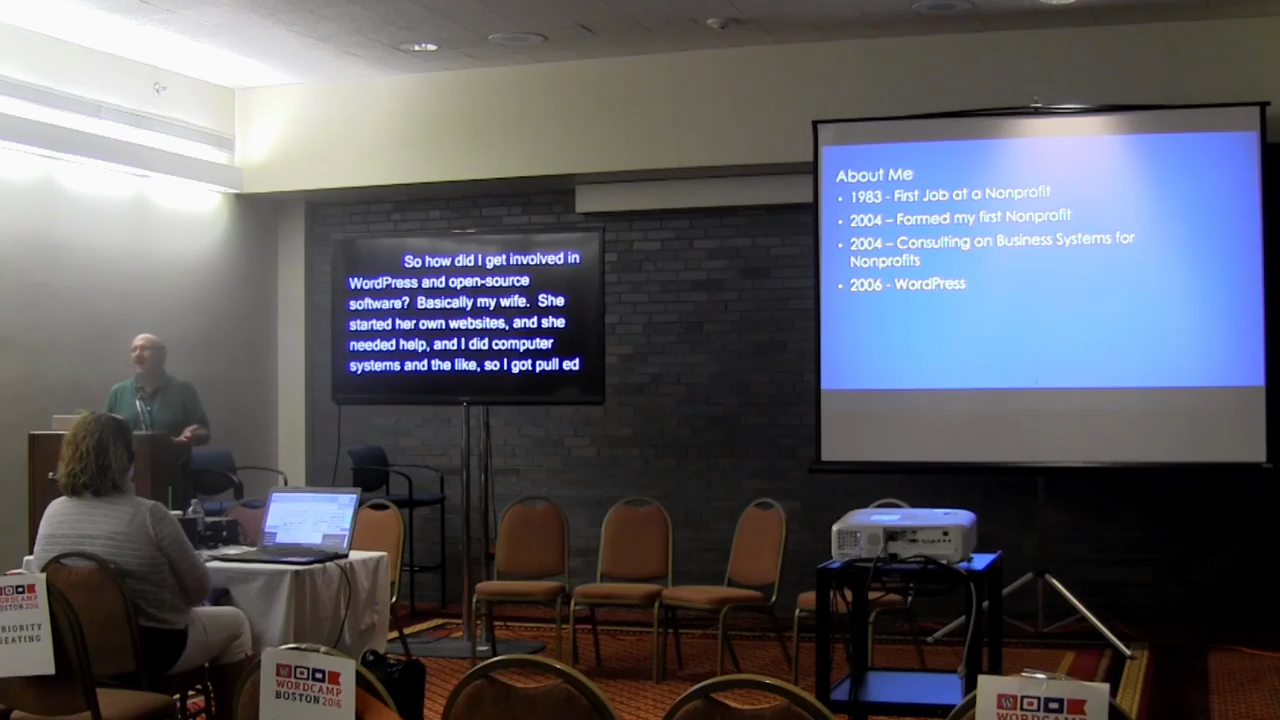 So how did I get involved in
WordPress and open-source
software? Basically my wife. She
started her own websites, and she
needed help, and I did computer
systems and the like, so I got pull ed
About Me
• 1983 - First Job at a Nonprofit
• 2004 – Formed my first Nonprofit
• 2004 – Consulting on Business Systems for
Nonprofits
• 2006 - WordPress
WORDCAMP
BOSTON 2016
RIORITY
SEATING
WORDCAMP
BOSTON 2016
WORDCAMP